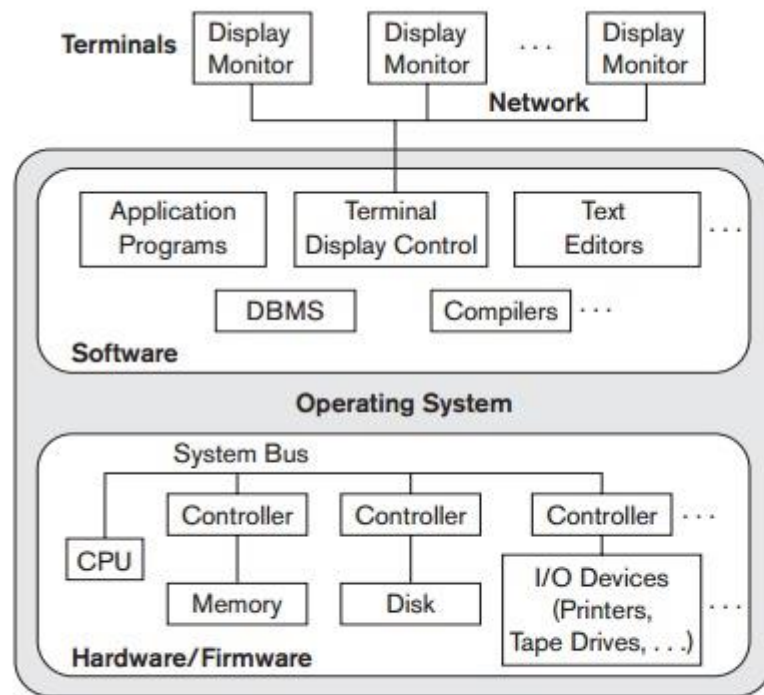 Terminals
Display
Monitor
Display
Monitor
. . .
Display
Monitor
Network
Application
Programs
Terminal
Display Control
Text
Editors
. . .
DBMS
Compilers
. . .
Software
Operating System
System Bus
Controller
Controller
Controller
. . .
CPU
Memory
Disk
I/O Devices
(Printers,
Tape Drives, . . .)
. . .
Hardware/Firmware